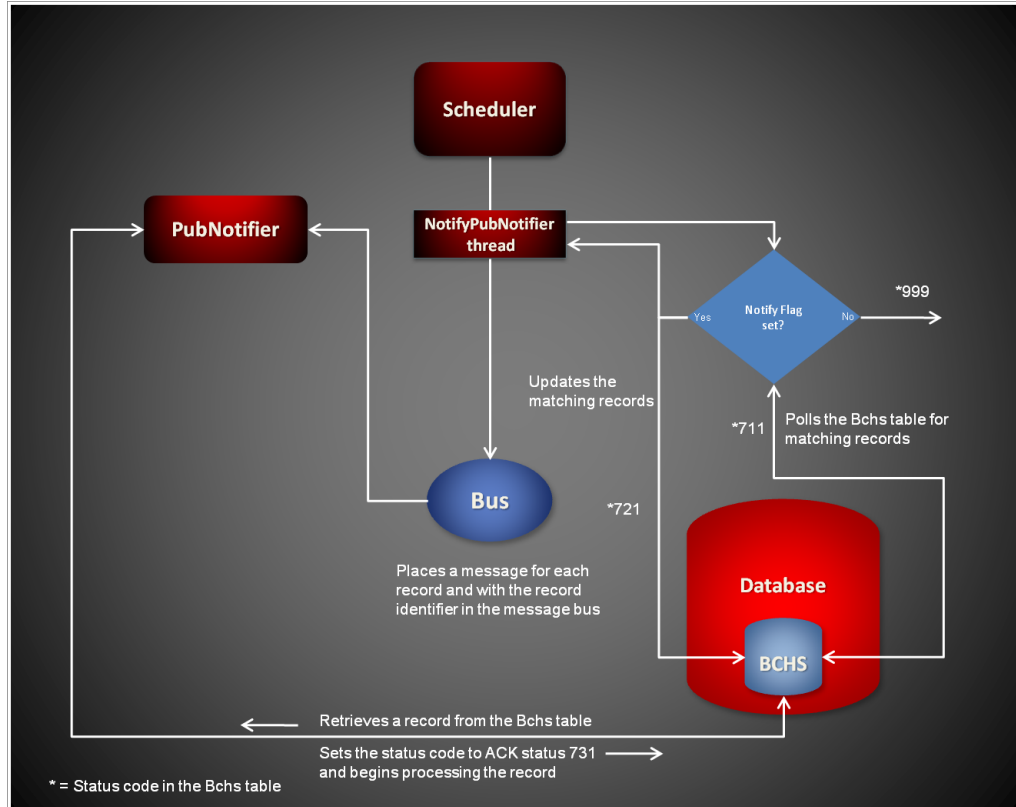 Scheduler
PubNotifier
NotifyPubNotifier
thread
*999
Notify Flag
set?
Yes
No
Updates the
matching records
*711
Polls the Bchs table for
matching records
Bus
*721
Places a message for each
record and with the record
identifier in the message bus
Database
BCHS
Retrieves a record from the Bchs table
Sets the status code to ACK status 731
and begins processing the record
* = Status code in the Bchs table